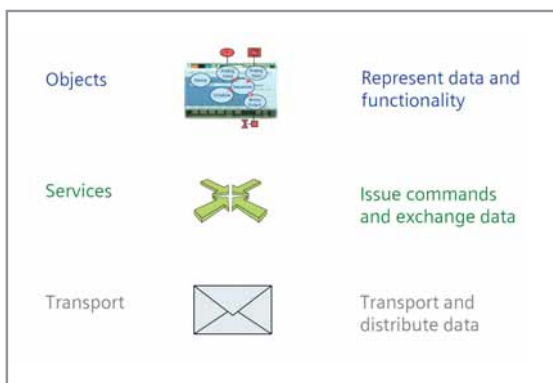 Objects
Represent data and
functionality
Services
Issue commands
and exchange data
Transport
Transport and
distribute data